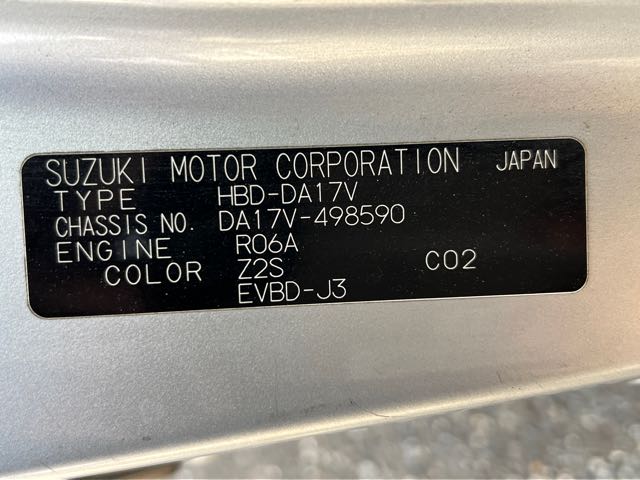 SUZUKI MOTOR CORPORATION JAPAN
TYPE HBD-DA17V
CHASSIS NO. DA17V-498590
ENGINE R06A
COLOR Z2S C02
EVBD-J3